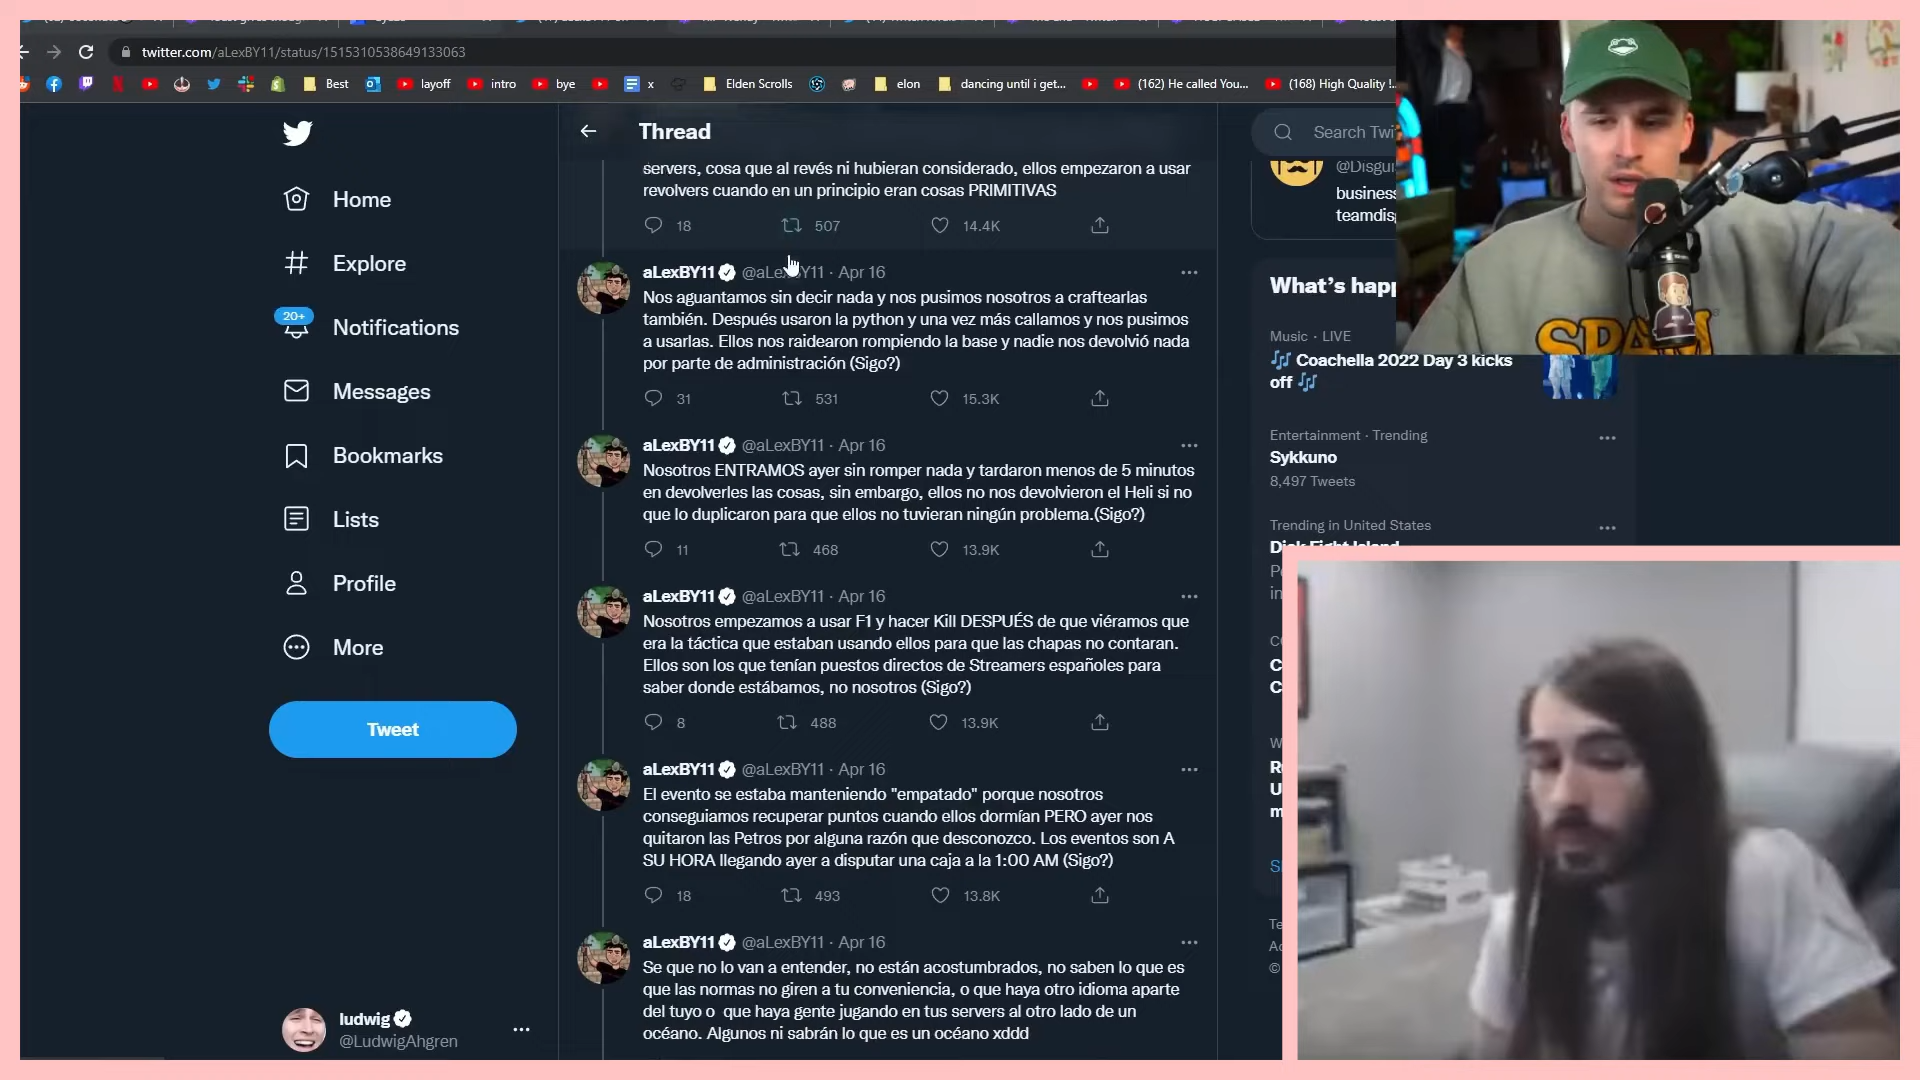 twitter.com/aLexBY11/status/1515310538649133063
Best
layoff
intro
bye
x
Elden Scrolls
elon
dancing until i get...
(162) He called You...
(168) High Quality !..
Home
Explore
20+
Notifications
Messages
Bookmarks
Lists
Profile
More
Tweet
ludwig
@LudwigAhgren
Thread
servers, cosa que al revés ni hubieran considerado, ellos empezaron a usar
revolvers cuando en un principio eran cosas PRIMITIVAS
18 507 14.4K
aLexBY11 @aLexBY11 · Apr 16
Nos aguantamos sin decir nada y nos pusimos nosotros a craftearlas
también. Después usaron la python y una vez más callamos y nos pusimos
a usarlas. Ellos nos raidearon rompiendo la base y nadie nos devolvió nada
por parte de administración (Sigo?)
31 531 15.3K
aLexBY11 @aLexBY11 · Apr 16
Nosotros ENTRAMOS ayer sin romper nada y tardaron menos de 5 minutos
en devolverles las cosas, sin embargo, ellos no nos devolvieron el Heli si no
que lo duplicaron para que ellos no tuvieran ningún problema.(Sigo?)
11 468 13.9K
aLexBY11 @aLexBY11 · Apr 16
Nosotros empezamos a usar F1 y hacer Kill DESPUÉS de que viéramos que
era la táctica que estaban usando ellos para que las chapas no contaran.
Ellos son los que tenían puestos directos de Streamers españoles para
saber donde estábamos, no nosotros (Sigo?)
8 488 13.9K
aLexBY11 @aLexBY11 · Apr 16
El evento se estaba manteniendo "empatado" porque nosotros
conseguiamos recuperar puntos cuando ellos dormían PERO ayer nos
quitaron las Petros por alguna razón que desconozco. Los eventos son A
SU HORA llegando ayer a disputar una caja a la 1:00 AM (Sigo?)
18 493 13.8K
aLexBY11 @aLexBY11 · Apr 16
Se que no lo van a entender, no están acostumbrados, no saben lo que es
que las normas no giren a tu conveniencia, o que haya otro idioma aparte
del tuyo o que haya gente jugando en tus servers al otro lado de un
océano. Algunos ni sabrán lo que es un océano xddd
Search Twi
@Disgui
business
teamdis
What's hap
Music · LIVE
Coachella 2022 Day 3 kicks
off
Entertainment · Trending
Sykkuno
8,497 Tweets
Trending in United States